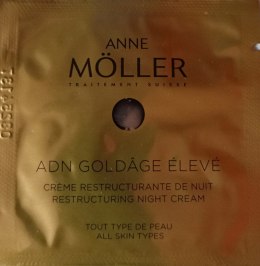 ANNE
MÖLLER
TRAITEMENT SUISSE
ADN GOLDÂGE ÉLEVÉ
CRÈME RESTRUCTURANTE DE NUIT
RESTRUCTURING NIGHT CREAM
TOUT TYPE DE PEAU
ALL SKIN TYPES